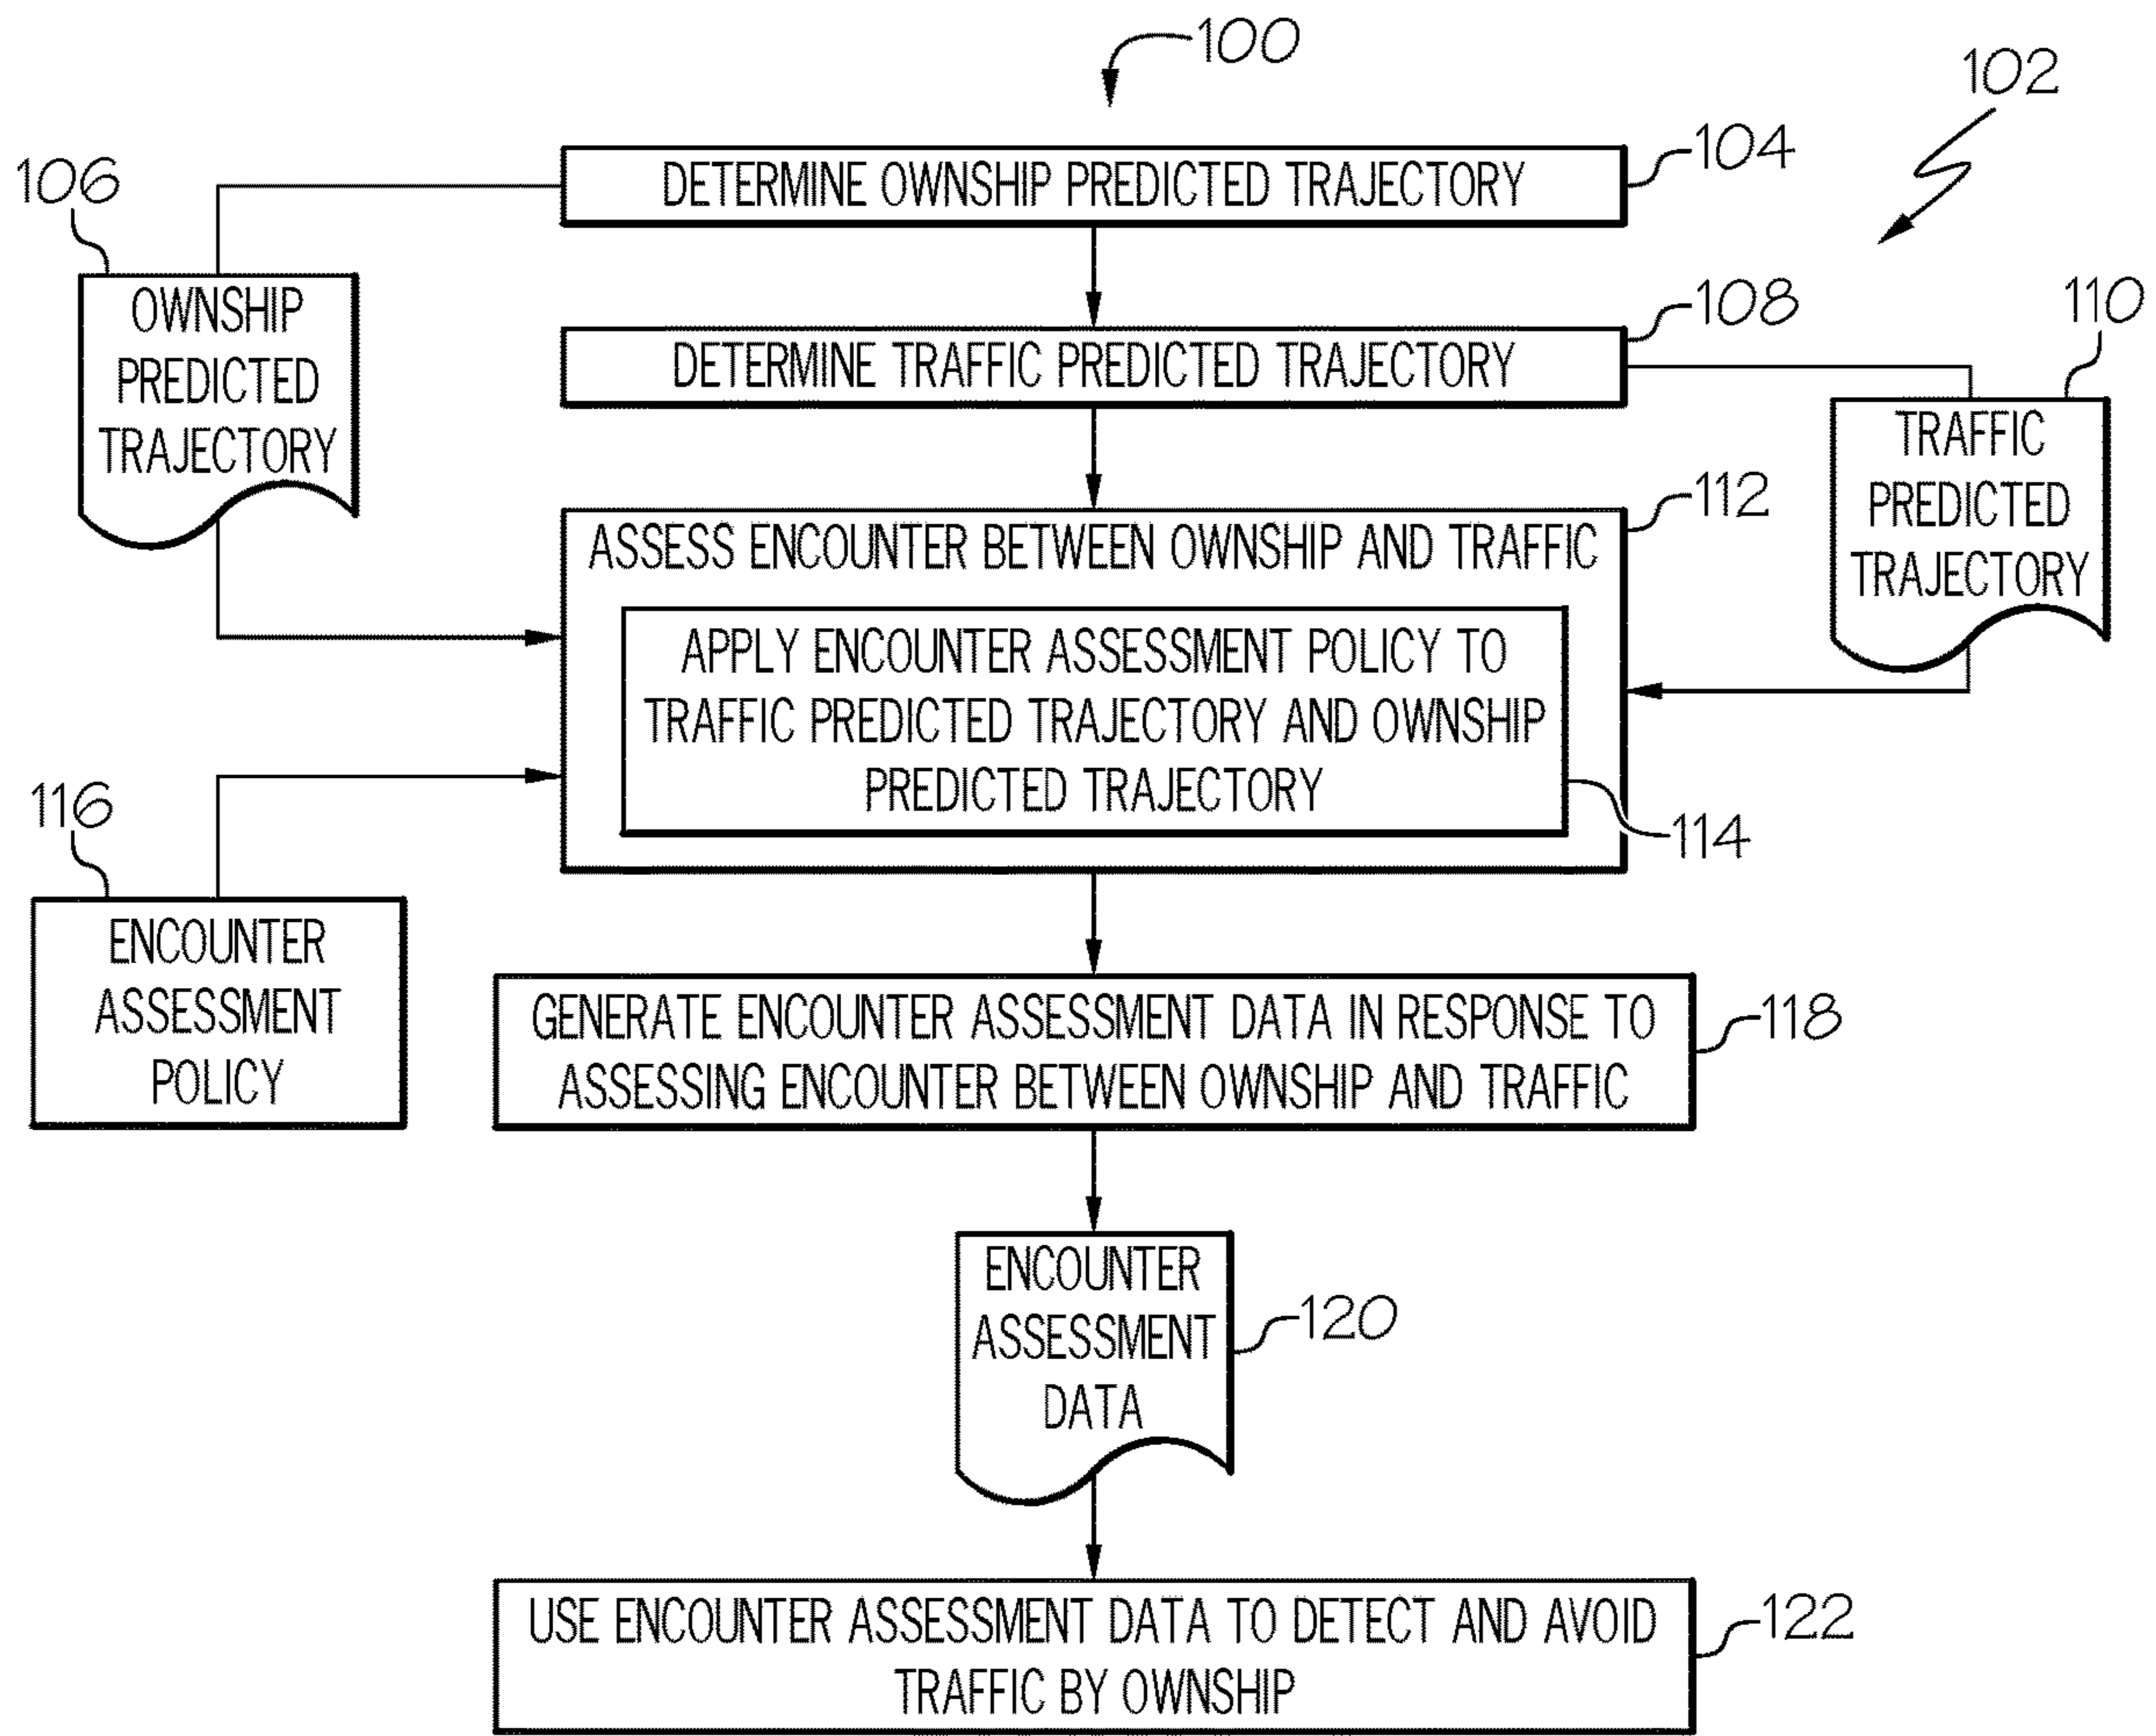 100
102
104
DETERMINE OWNSHIP PREDICTED TRAJECTORY
106
OWNSHIP
PREDICTED
TRAJECTORY
108
DETERMINE TRAFFIC PREDICTED TRAJECTORY
110
TRAFFIC
PREDICTED
TRAJECTORY
112
ASSESS ENCOUNTER BETWEEN OWNSHIP AND TRAFFIC
APPLY ENCOUNTER ASSESSMENT POLICY TO
TRAFFIC PREDICTED TRAJECTORY AND OWNSHIP
PREDICTED TRAJECTORY
114
116
ENCOUNTER
ASSESSMENT
POLICY
GENERATE ENCOUNTER ASSESSMENT DATA IN RESPONSE TO
ASSESSING ENCOUNTER BETWEEN OWNSHIP AND TRAFFIC
118
ENCOUNTER
ASSESSMENT
DATA
120
USE ENCOUNTER ASSESSMENT DATA TO DETECT AND AVOID
TRAFFIC BY OWNSHIP
122